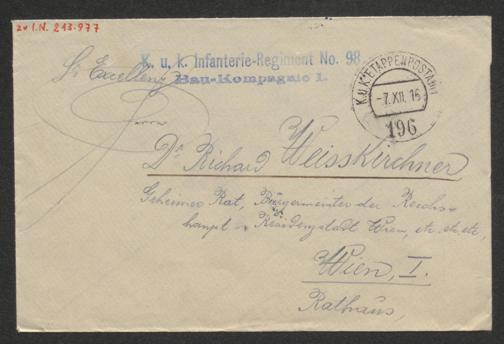 zu I.N. 213.977
K. u. k. Infanterie-Regiment No. 98
Bau-Kompagnie 1.
Sr Excellenz
Herrn
K.u.K. ETAPPENPOSTAMT
-7.XII.16
196
Dr. Richard Weisskirchner
Geheimer Rat, Bürgermeister der Reichs-
haupt- u. Residenzstadt Wien, etc. etc. etc.
Wien, I.
Rathaus,